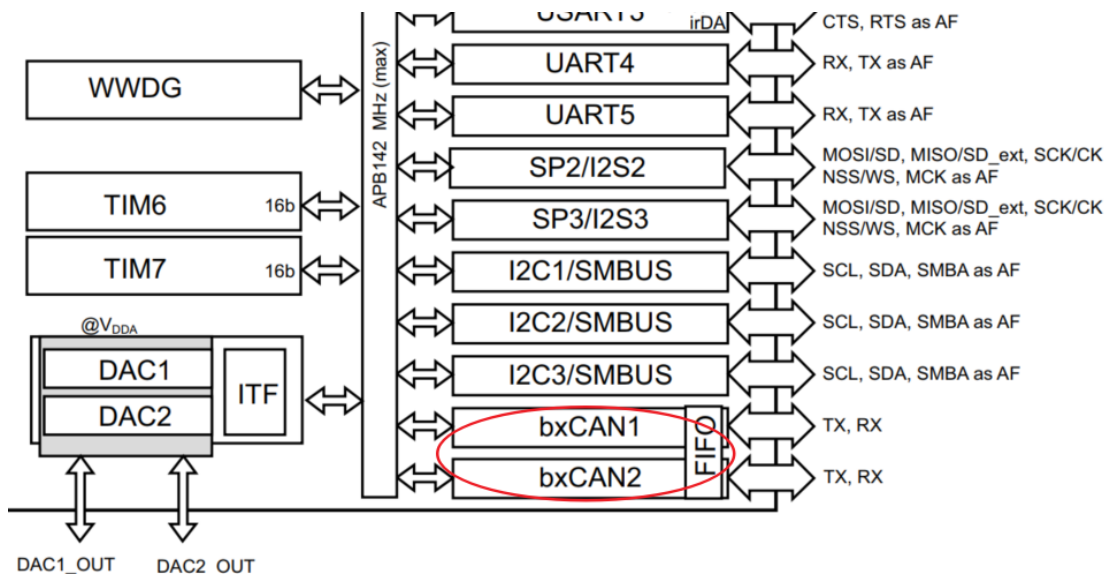 USART3
irDA
CTS, RTS as AF
WWDG
APB142 MHz (max)
UART4
RX, TX as AF
UART5
RX, TX as AF
SP2/I2S2
MOSI/SD, MISO/SD_ext, SCK/CK
NSS/WS, MCK as AF
TIM6
16b
SP3/I2S3
MOSI/SD, MISO/SD_ext, SCK/CK
NSS/WS, MCK as AF
TIM7
16b
I2C1/SMBUS
SCL, SDA, SMBA as AF
@VDDA
I2C2/SMBUS
SCL, SDA, SMBA as AF
DAC1
DAC2
ITF
I2C3/SMBUS
SCL, SDA, SMBA as AF
bxCAN1
TX, RX
FIFO
bxCAN2
TX, RX
DAC1_OUT
DAC2_OUT